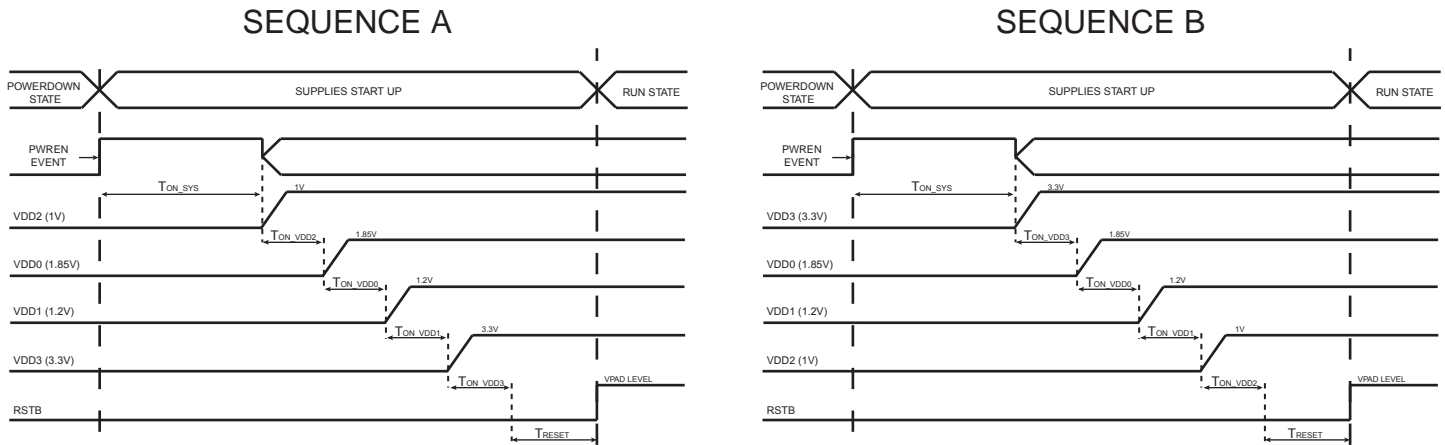 SEQUENCE A
POWERDOWN
STATE
SUPPLIES START UP
RUN STATE
PWREN
EVENT
TON_SYS
1V
VDD2 (1V)
TON_VDD2
1.85V
VDD0 (1.85V)
TON_VDD0
1.2V
VDD1 (1.2V)
TON_VDD1
3.3V
VDD3 (3.3V)
TON_VDD3
VPAD LEVEL
RSTB
TRESET
SEQUENCE B
POWERDOWN
STATE
SUPPLIES START UP
RUN STATE
PWREN
EVENT
TON_SYS
3.3V
VDD3 (3.3V)
TON_VDD3
1.85V
VDD0 (1.85V)
TON_VDD0
1.2V
VDD1 (1.2V)
TON_VDD1
1V
VDD2 (1V)
TON_VDD2
VPAD LEVEL
RSTB
TRESET